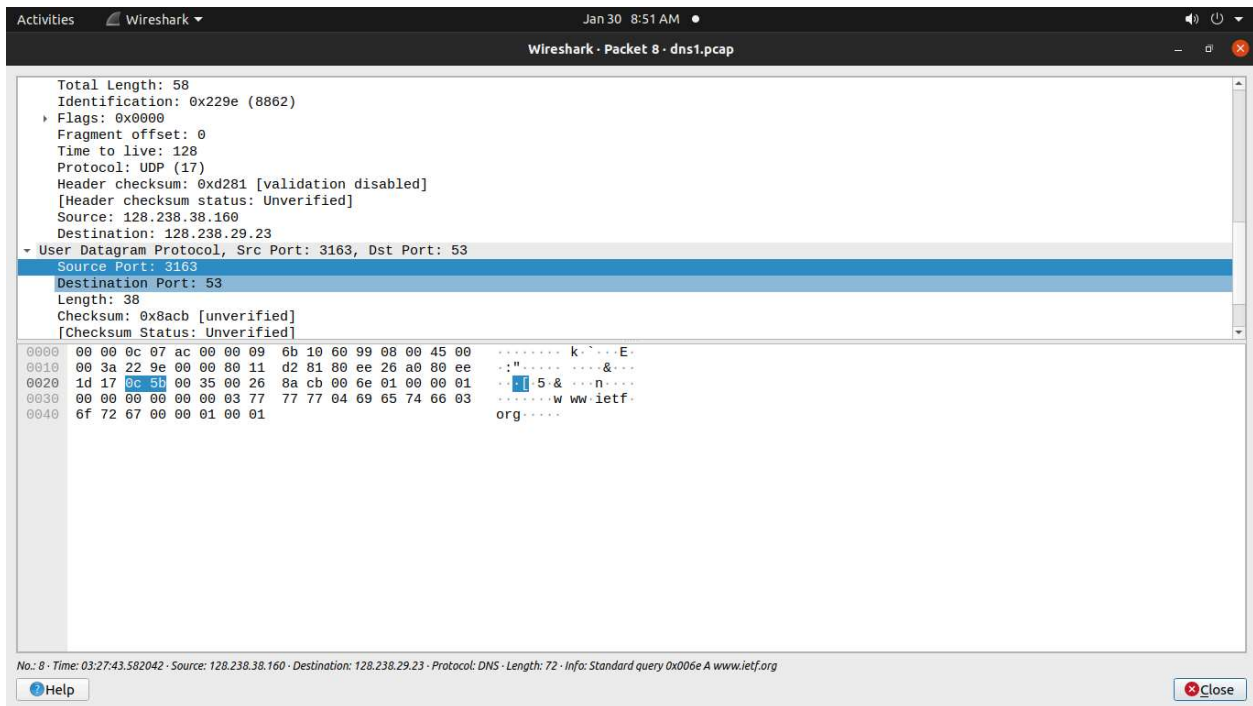 Activities Wireshark Jan 30 8:51 AM
Wireshark · Packet 8 · dns1.pcap
Total Length: 58
Identification: 0x229e (8862)
Flags: 0x0000
Fragment offset: 0
Time to live: 128
Protocol: UDP (17)
Header checksum: 0xd281 [validation disabled]
[Header checksum status: Unverified]
Source: 128.238.38.160
Destination: 128.238.29.23
User Datagram Protocol, Src Port: 3163, Dst Port: 53
Source Port: 3163
Destination Port: 53
Length: 38
Checksum: 0x8acb [unverified]
[Checksum Status: Unverified]
0000 00 00 0c 07 ac 00 00 09 6b 10 60 99 08 00 45 00 ········ k·`···E·
0010 00 3a 22 9e 00 00 80 11 d2 81 80 ee 26 a0 80 ee ·:"····· ····&···
0020 1d 17 0c 5b 00 35 00 26 8a cb 00 6e 01 00 00 01 ···[·5·& ···n····
0030 00 00 00 00 00 00 03 77 77 77 04 69 65 74 66 03 ·······w ww·ietf·
0040 6f 72 67 00 00 01 00 01 org·····
No.: 8 · Time: 03:27:43.582042 · Source: 128.238.38.160 · Destination: 128.238.29.23 · Protocol: DNS · Length: 72 · Info: Standard query 0x006e A www.ietf.org
Help Close